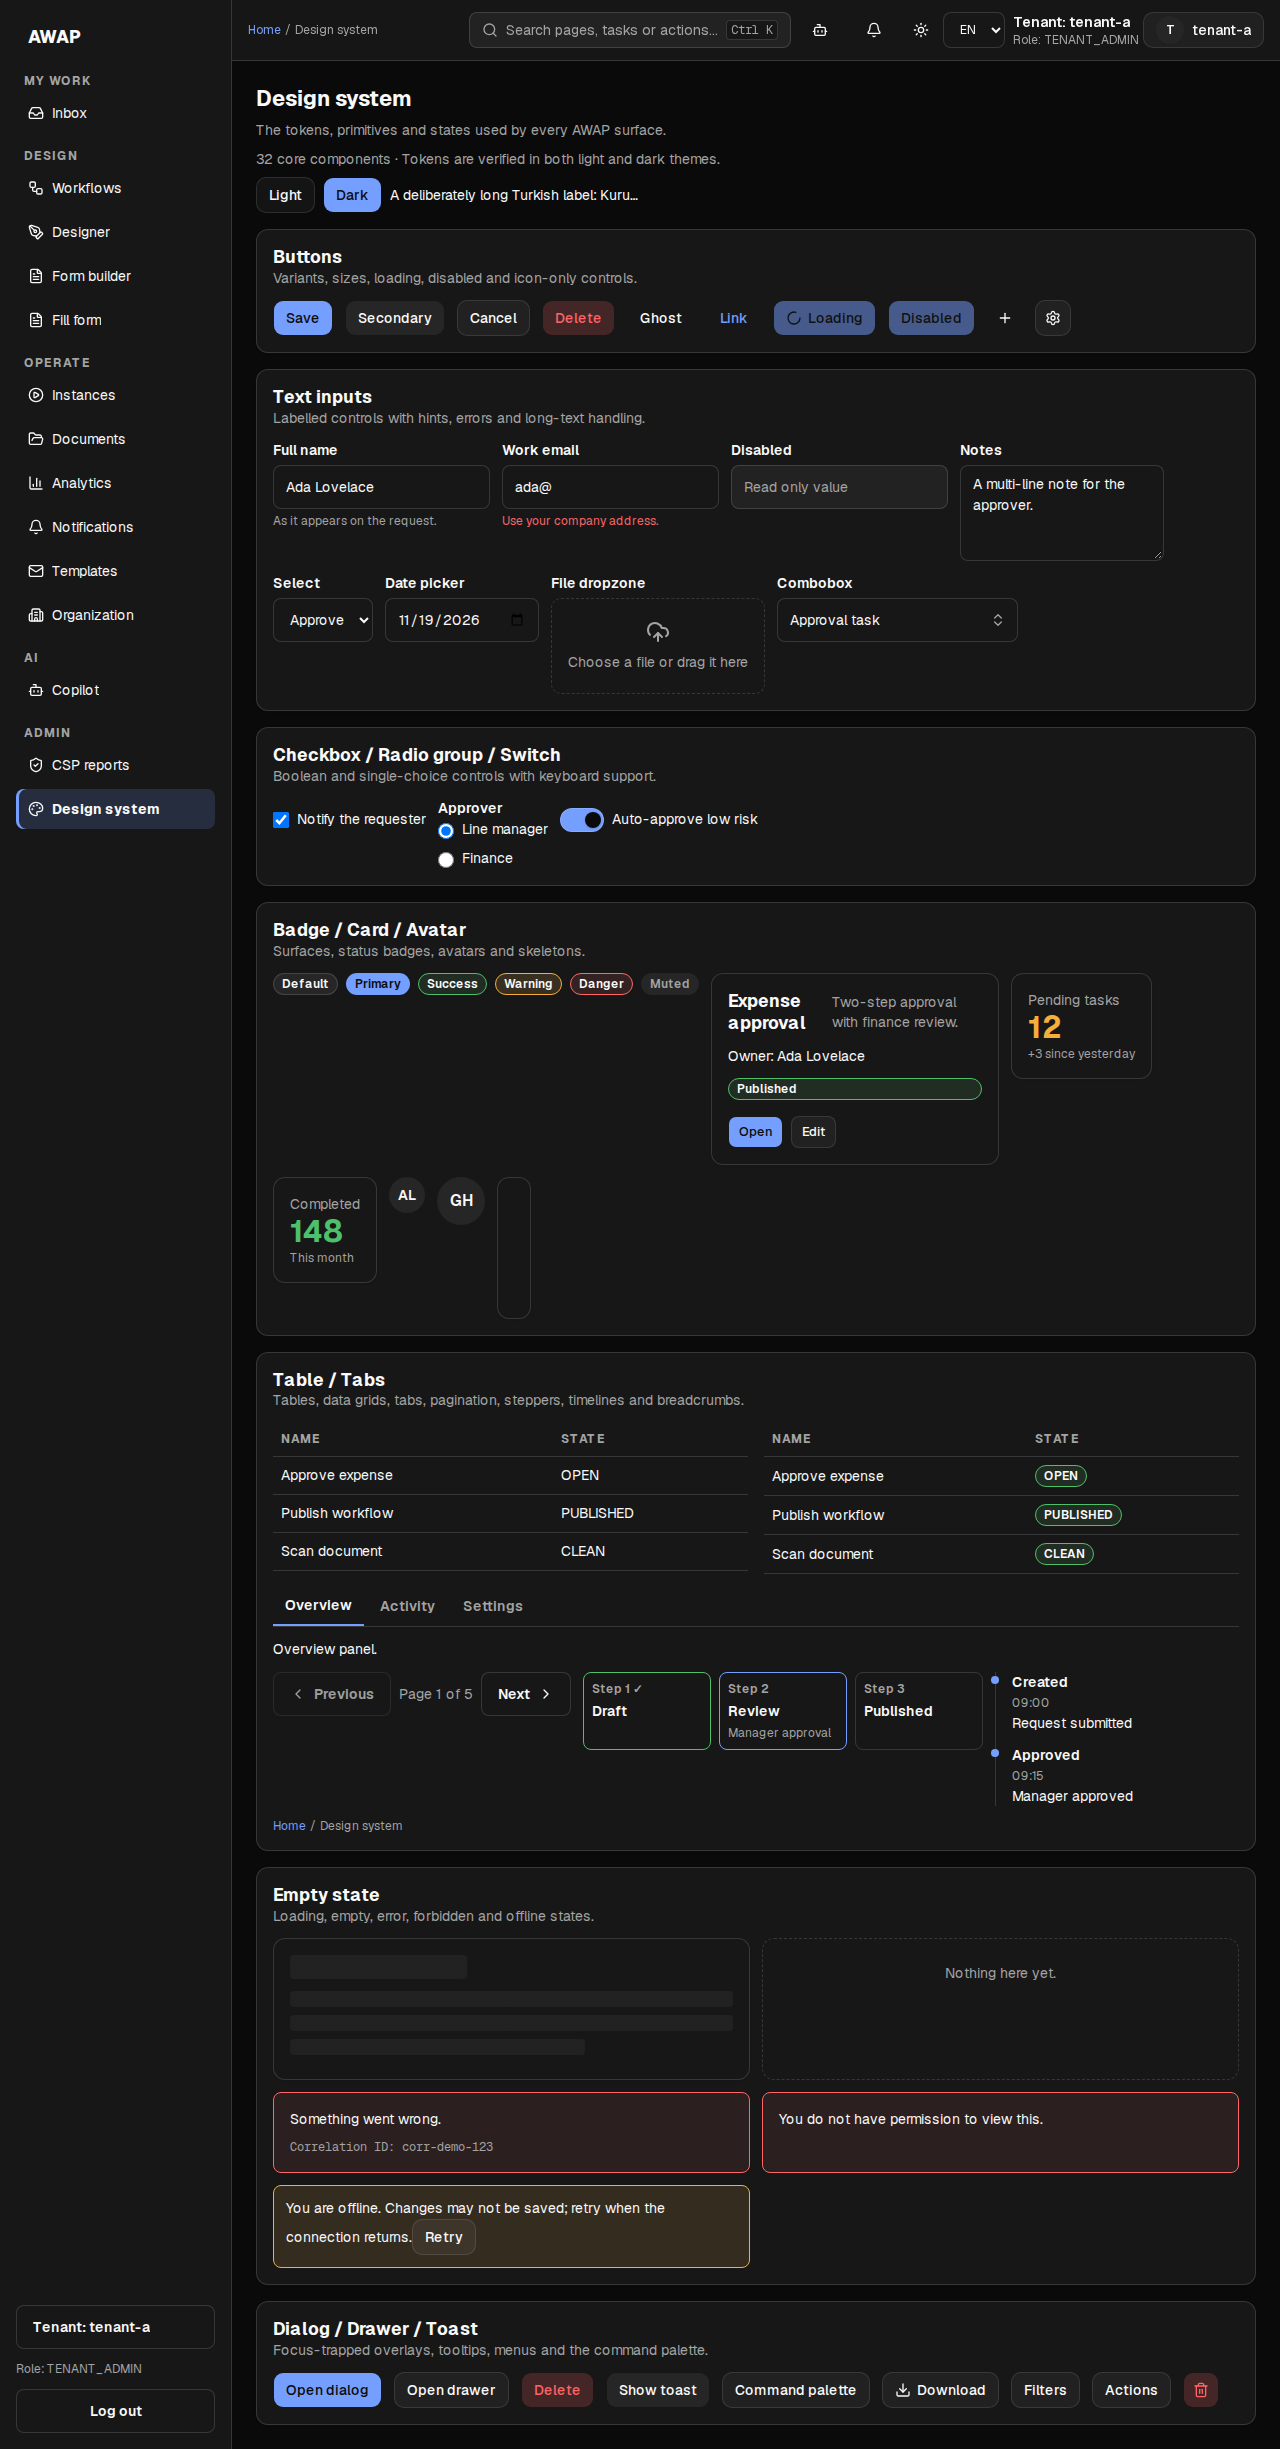 AWAP
MY WORK
Inbox
DESIGN
Workflows
Designer
Form builder
Fill form
OPERATE
Instances
Documents
Analytics
Notifications
Templates
Organization
AI
Copilot
ADMIN
CSP reports
Design system
Tenant: tenant-a
Role: TENANT_ADMIN
Log out
Home / Design system
Search pages, tasks or actions... Ctrl K
EN
Tenant: tenant-a
Role: TENANT_ADMIN
T tenant-a
Design system
The tokens, primitives and states used by every AWAP surface.
32 core components · Tokens are verified in both light and dark themes.
Light Dark A deliberately long Turkish label: Kuru...
Buttons
Variants, sizes, loading, disabled and icon-only controls.
Save Secondary Cancel Delete Ghost Link Loading Disabled
Text inputs
Labelled controls with hints, errors and long-text handling.
Full name Work email Disabled Notes
Ada Lovelace ada@ Read only value A multi-line note for the
approver.
As it appears on the request. Use your company address.
Select Date picker File dropzone Combobox
Approve 11/19/2026 Approval task
Choose a file or drag it here
Checkbox / Radio group / Switch
Boolean and single-choice controls with keyboard support.
Approver
Notify the requester Line manager Auto-approve low risk
Finance
Badge / Card / Avatar
Surfaces, status badges, avatars and skeletons.
Default Primary Success Warning Danger Muted
Expense
approval
Two-step approval
with finance review.
Owner: Ada Lovelace
Published
Open Edit
Pending tasks
12
+3 since yesterday
Completed
148
This month
AL GH
Table / Tabs
Tables, data grids, tabs, pagination, steppers, timelines and breadcrumbs.
NAME STATE
Approve expense OPEN
Publish workflow PUBLISHED
Scan document CLEAN
NAME STATE
Approve expense OPEN
Publish workflow PUBLISHED
Scan document CLEAN
Overview Activity Settings
Overview panel.
Previous Page 1 of 5 Next
Step 1 ✓
Draft
Step 2
Review
Manager approval
Step 3
Published
Created
09:00
Request submitted
Approved
09:15
Manager approved
Home / Design system
Empty state
Loading, empty, error, forbidden and offline states.
Nothing here yet.
Something went wrong.
Correlation ID: corr-demo-123
You do not have permission to view this.
You are offline. Changes may not be saved; retry when the
connection returns. Retry
Dialog / Drawer / Toast
Focus-trapped overlays, tooltips, menus and the command palette.
Open dialog Open drawer Delete Show toast Command palette Download Filters Actions